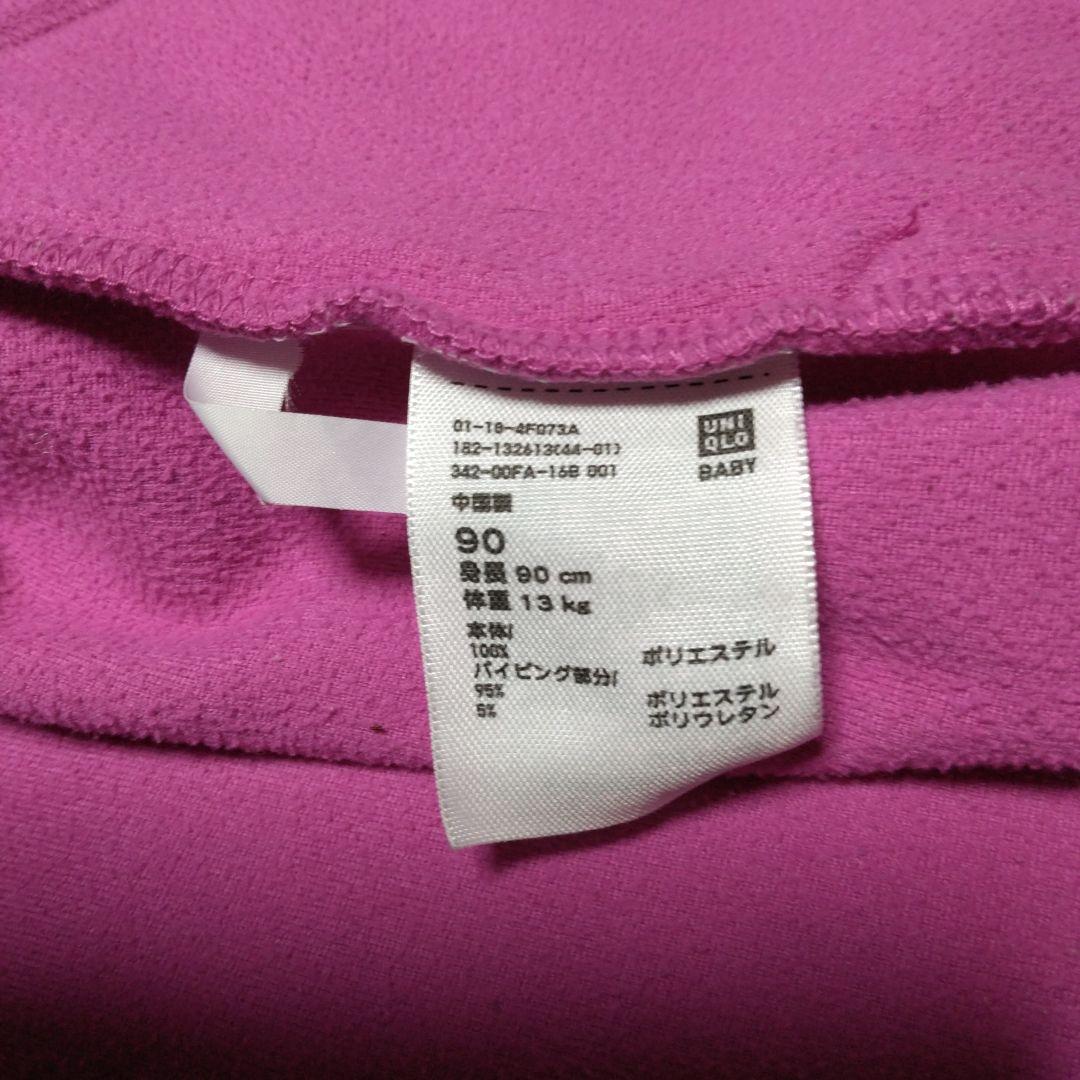 01-18-4F073A
182-132613(44-01)
342-00FA-16B 001
UNI
QLO
BABY
中国製
90
身長 90 cm
体重 13 kg
本体/
100% ポリエステル
パイピング部分/
95% ポリエステル
5% ポリウレタン